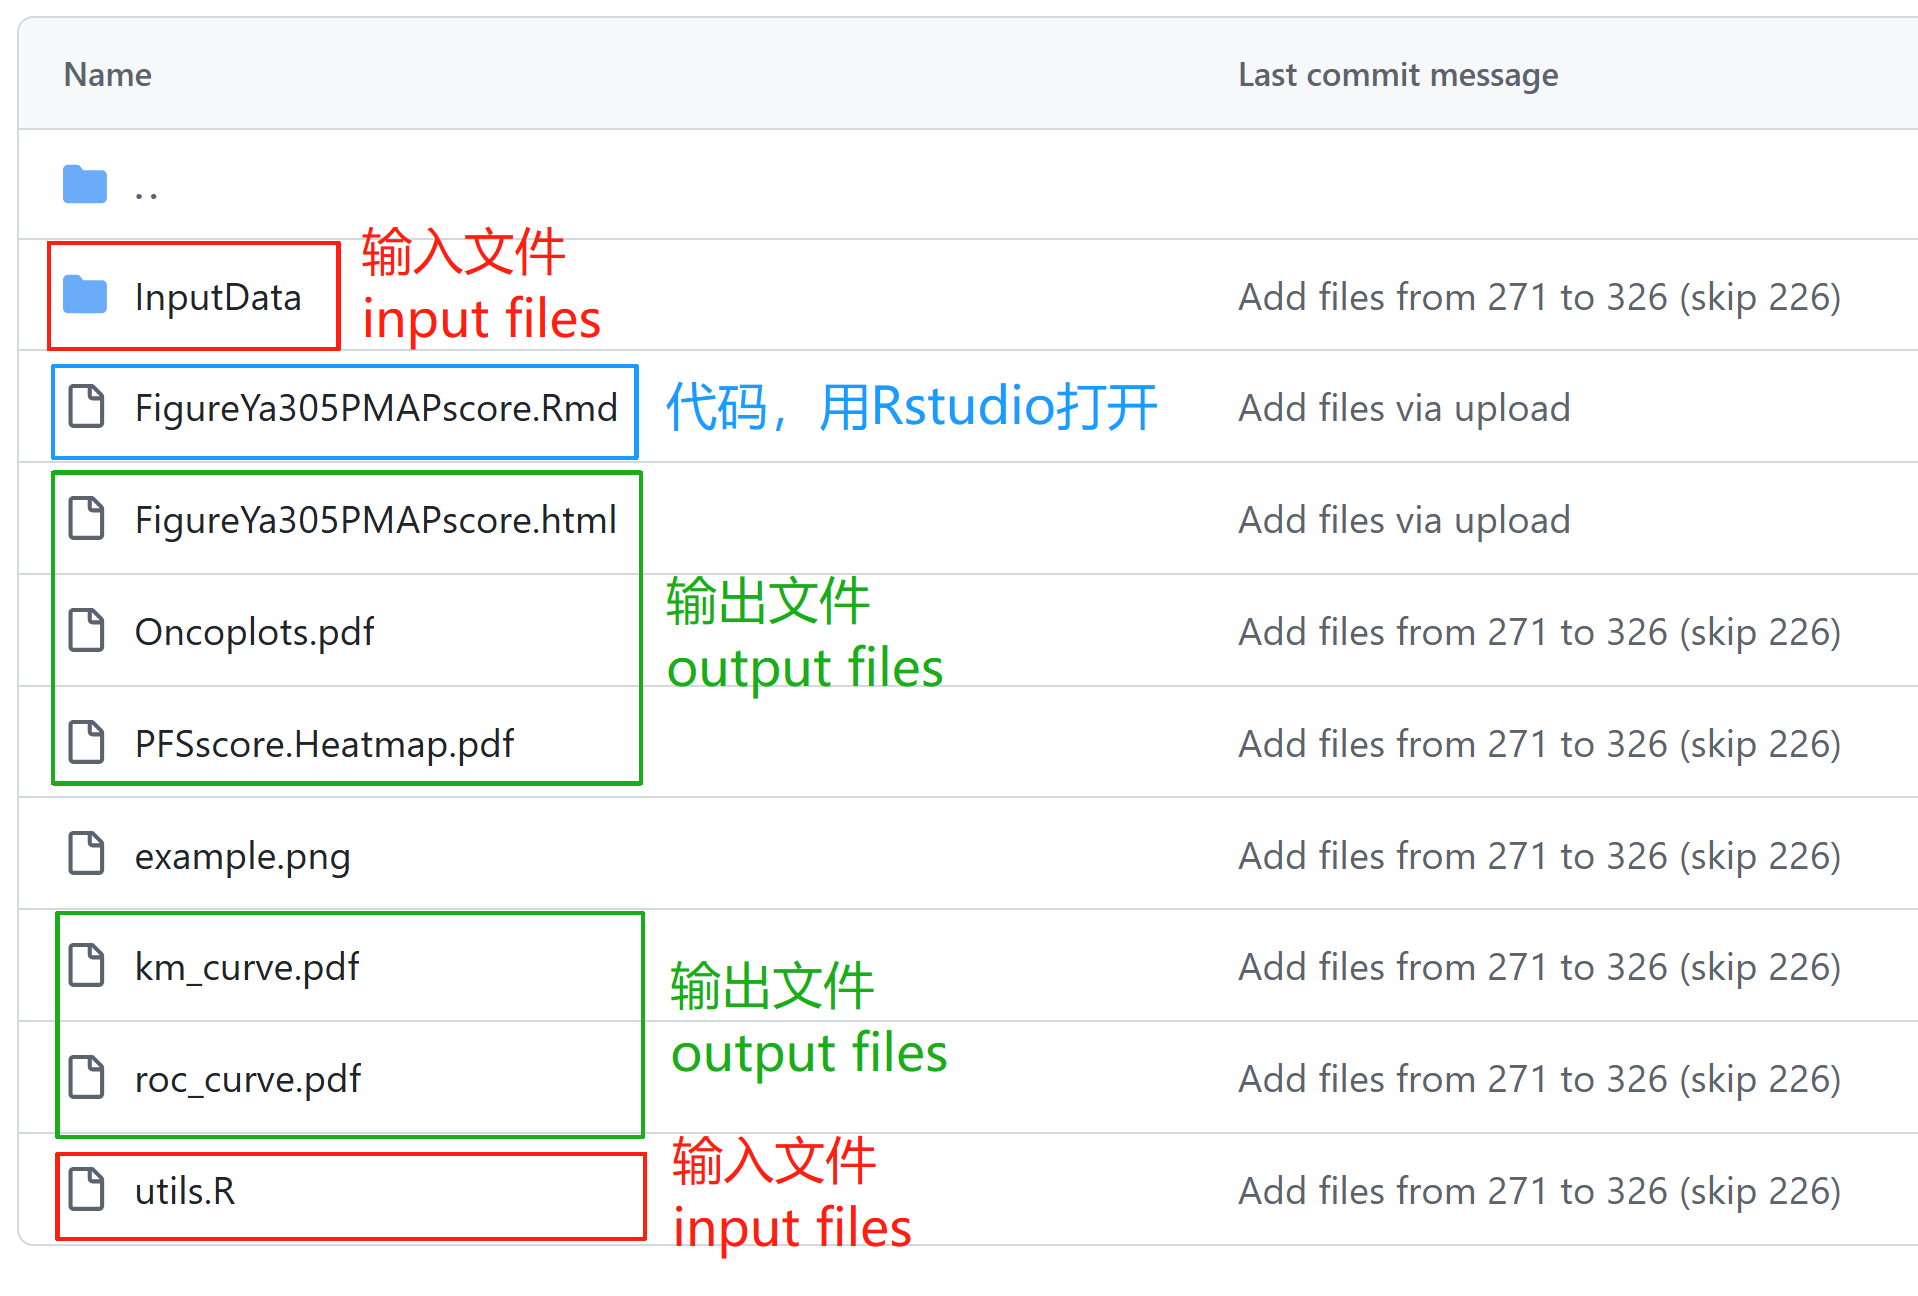 Name Last commit message
..
输入文件
InputData Add files from 271 to 326 (skip 226)
input files
FigureYa305PMAPscore.Rmd 代码，用Rstudio打开 Add files via upload
FigureYa305PMAPscore.html Add files via upload
输出文件
Oncoplots.pdf Add files from 271 to 326 (skip 226)
output files
PFSscore.Heatmap.pdf Add files from 271 to 326 (skip 226)
example.png Add files from 271 to 326 (skip 226)
km_curve.pdf Add files from 271 to 326 (skip 226)
输出文件
output files
roc_curve.pdf Add files from 271 to 326 (skip 226)
输入文件
utils.R Add files from 271 to 326 (skip 226)
input files